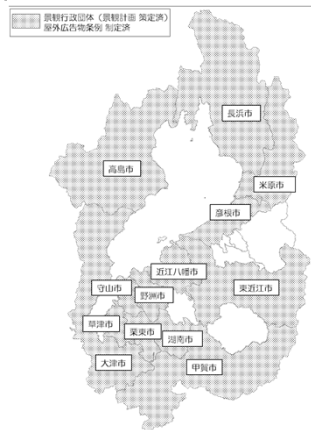 景観行政団体（景観計画 策定済）
屋外広告物条例 制定済
長浜市
高島市
米原市
彦根市
近江八幡市
東近江市
守山市
野洲市
草津市
栗東市
湖南市
大津市
甲賀市